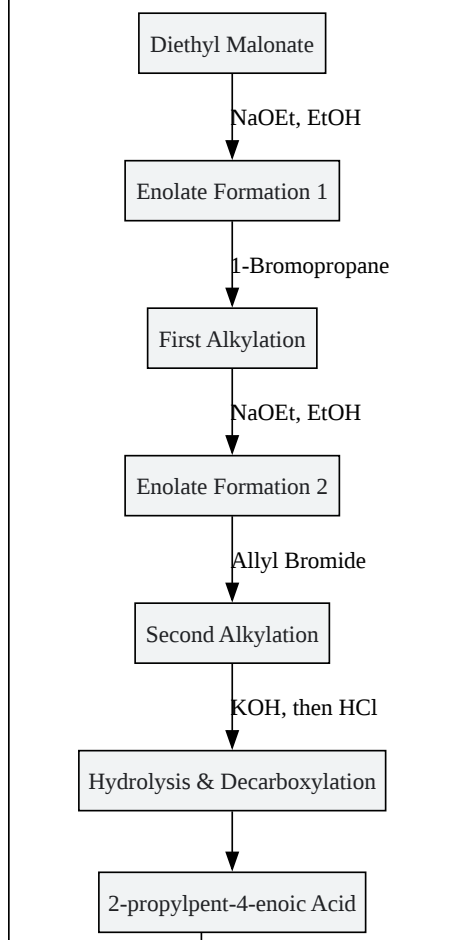 Diethyl Malonate
NaOEt, EtOH
Enolate Formation 1
1-Bromopropane
First Alkylation
NaOEt, EtOH
Enolate Formation 2
Allyl Bromide
Second Alkylation
KOH, then HCl
Hydrolysis & Decarboxylation
2-propylpent-4-enoic Acid